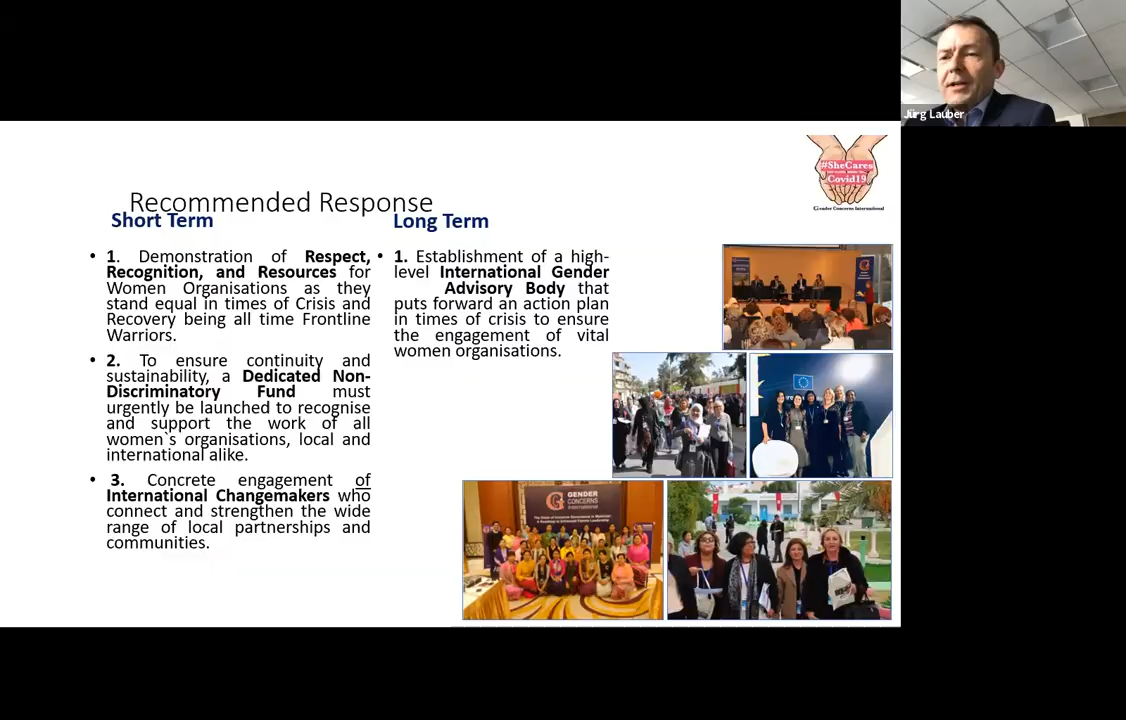 Jürg Lauber
#SheCares
Covid19
Gender Concerns International
Recommended Response
Short Term
• 1. Demonstration of Respect,
Recognition, and Resources for
Women Organisations as they
stand equal in times of Crisis and
Recovery being all time Frontline
Warriors.
• 2. To ensure continuity and
sustainability, a Dedicated Non-
Discriminatory Fund must
urgently be launched to recognise
and support the work of all
women`s organisations, local and
international alike.
• 3. Concrete engagement of
International Changemakers who
connect and strengthen the wide
range of local partnerships and
communities.
Long Term
• 1. Establishment of a high-
level International Gender
Advisory Body that
puts forward an action plan
in times of crisis to ensure
the engagement of vital
women organisations.
GENDER
CONCERNS
International